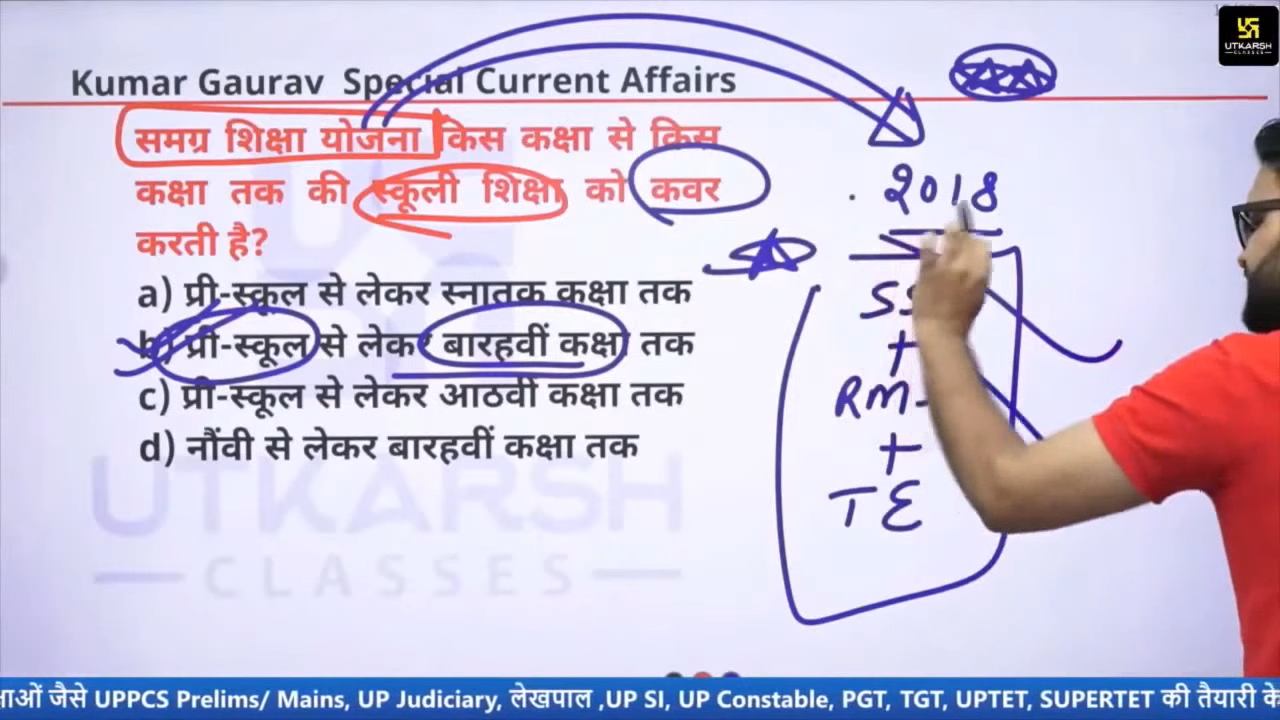 UTKARSH
CLASSES
Kumar Gaurav Special Current Affairs
समग्र शिक्षा योजना किस कक्षा से किस
कक्षा तक की स्कूली शिक्षा को कवर
करती है?
a) प्री-स्कूल से लेकर स्नातक कक्षा तक
b) प्री-स्कूल से लेकर बारहवीं कक्षा तक
c) प्री-स्कूल से लेकर आठवी कक्षा तक
d) नौंवी से लेकर बारहवीं कक्षा तक
2018
+
RM
+
TE
UTKARSH
CLASSES
जैसे UPPCS Prelims/ Mains, UP Judiciary, लेखपाल ,UP SI, UP Constable, PGT, TGT, UPTET, SUPERTET की तैयारी के